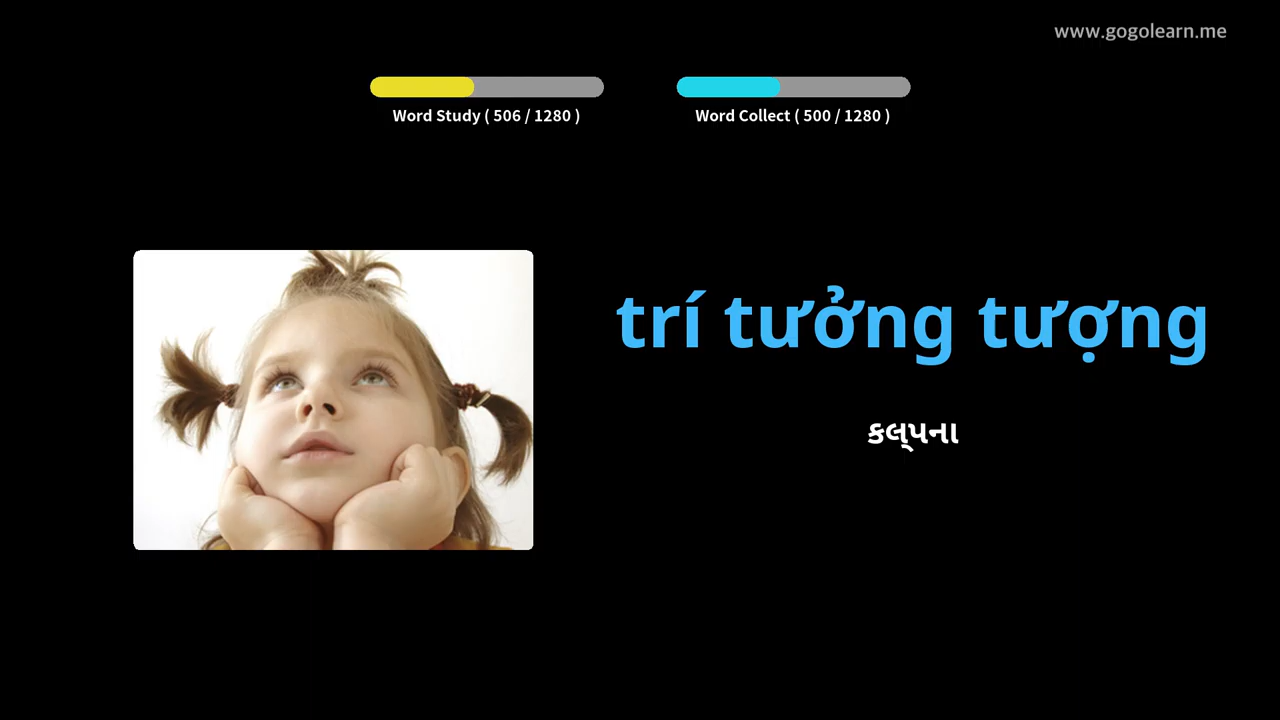 www.gogolearn.me
Word Study ( 506 / 1280 )
Word Collect ( 500 / 1280 )
trí tưởng tượng
કલ્પના